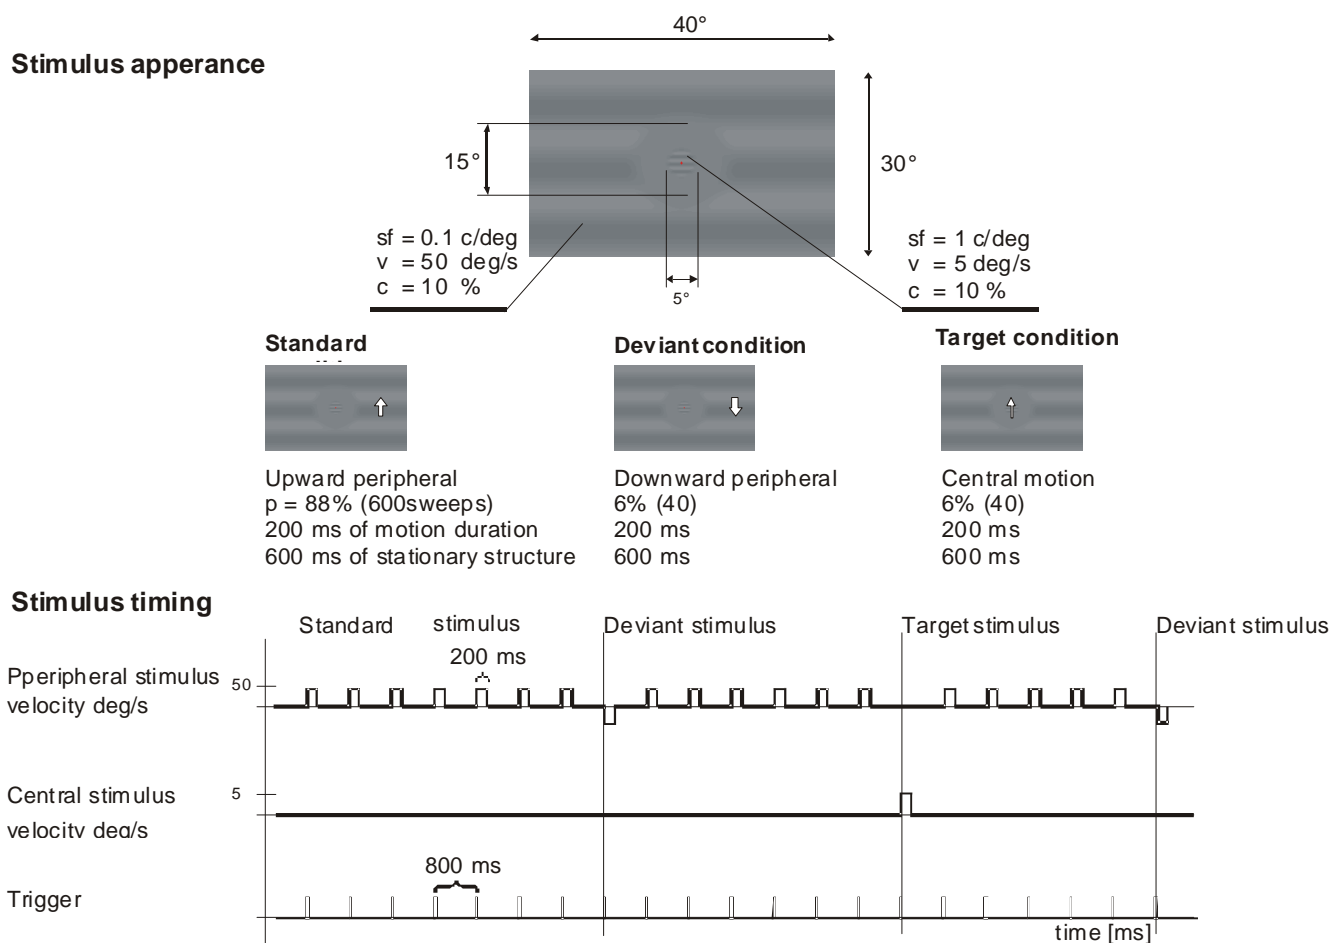 40°
Stimulus apperance
15°
30°
sf = 0.1 c/deg
v = 50 deg/s
c = 10 %
sf = 1 c/deg
v = 5 deg/s
c = 10 %
5°
Standard
Deviant condition
Target condition
Upward peripheral
p = 88% (600sweeps)
200 ms of motion duration
600 ms of stationary structure
Downward peripheral
6% (40)
200 ms
600 ms
Central motion
6% (40)
200 ms
600 ms
Stimulus timing
Standard stimulus
Deviant stimulus
Target stimulus
Deviant stimulus
200 ms
Pperipheral stimulus
velocity deg/s
50
Central stimulus
velocity deg/s
5
800 ms
Trigger
time [ms]